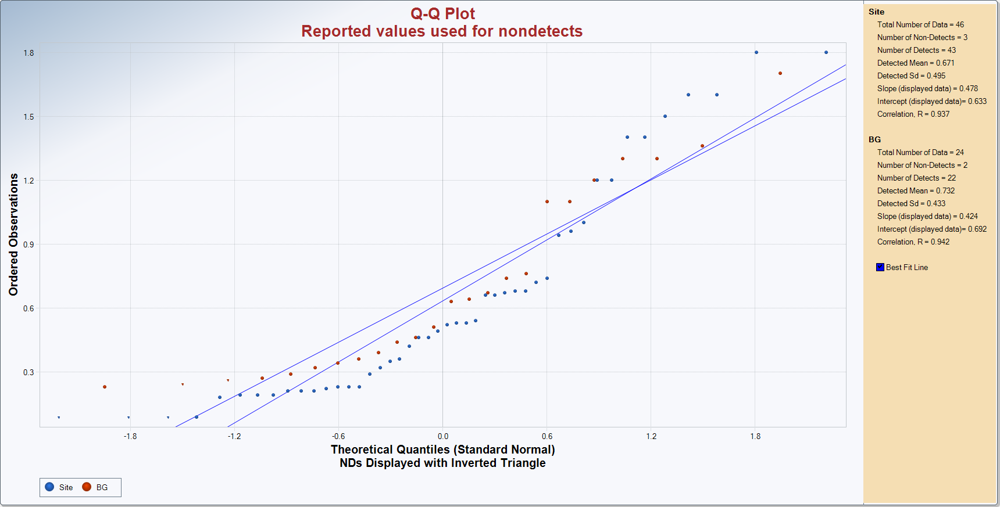 Q-Q Plot
Reported values used for nondetects
Ordered Observations
1.8
1.5
1.2
0.9
0.6
0.3
-1.8
-1.2
-0.6
0.0
0.6
1.2
1.8
Theoretical Quantiles (Standard Normal)
NDs Displayed with Inverted Triangle
Site
BG
Site
Total Number of Data = 46
Number of Non-Detects = 3
Number of Detects = 43
Detected Mean = 0.671
Detected Sd = 0.495
Slope (displayed data) = 0.478
Intercept (displayed data)= 0.633
Correlation, R = 0.937
BG
Total Number of Data = 24
Number of Non-Detects = 2
Number of Detects = 22
Detected Mean = 0.732
Detected Sd = 0.433
Slope (displayed data) = 0.424
Intercept (displayed data)= 0.692
Correlation, R = 0.942
Best Fit Line